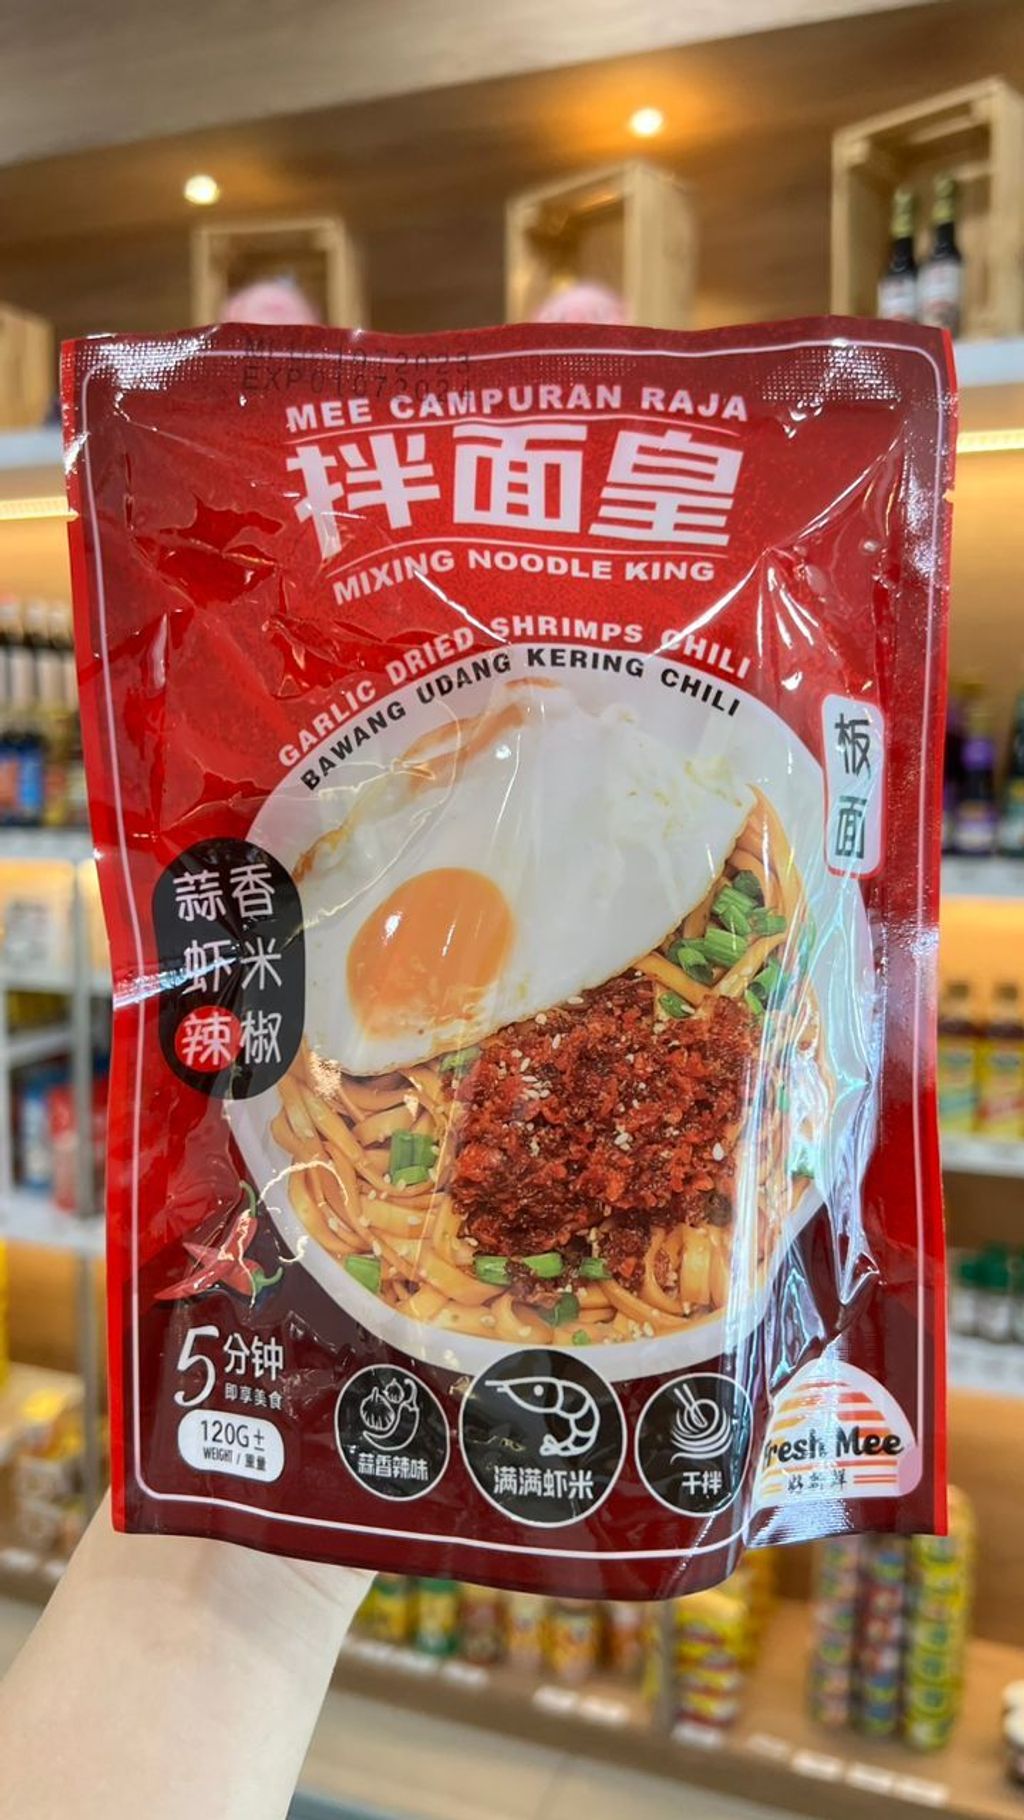 EXP 01072024
MEE CAMPURAN RAJA
拌面皇
MIXING NOODLE KING
GARLIC DRIED SHRIMPS CHILI
BAWANG UDANG KERING CHILI
板面
蒜香
虾米
辣椒
5分钟
即享美食
120G±
WEIGHT / 重量
蒜香辣味
满满虾米
干拌
Fresh Mee